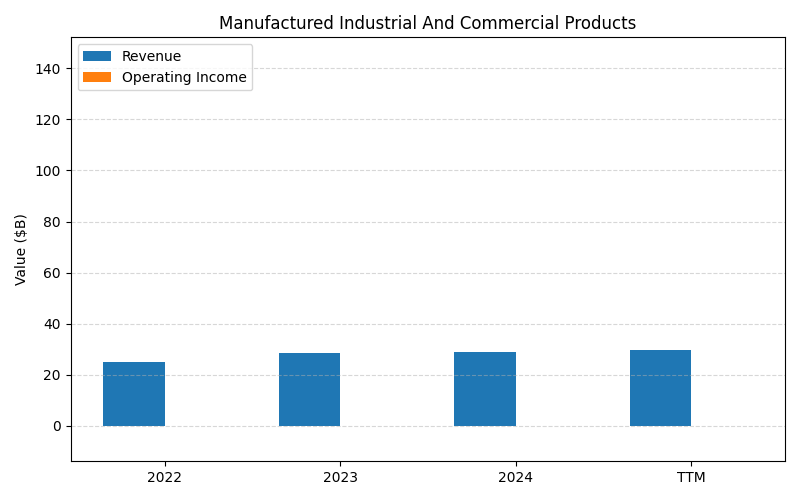 Manufactured Industrial And Commercial Products
Revenue
Operating Income
140
120
100
80
60
40
20
0
Value ($B)
2022 2023 2024 TTM